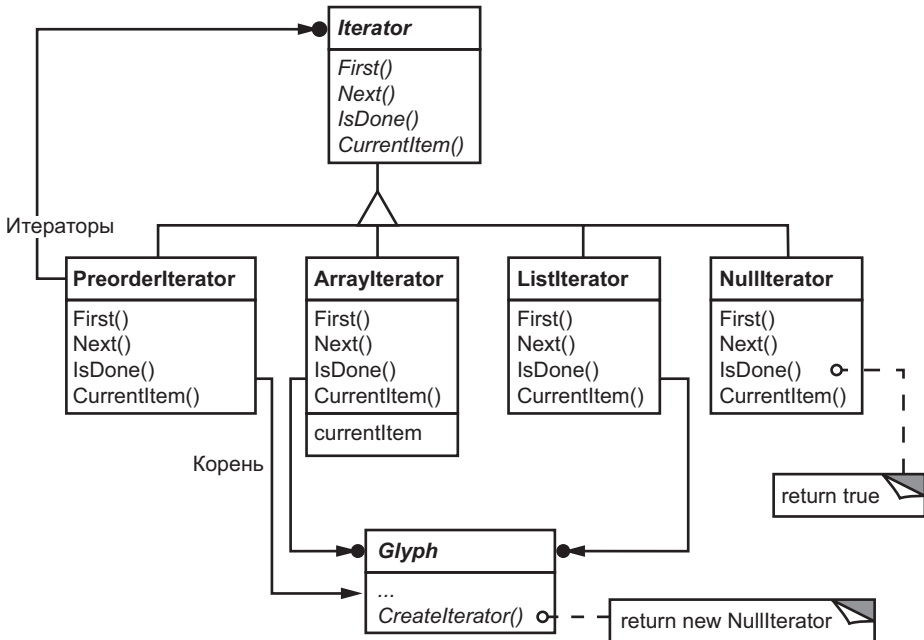 Iterator
First()
Next()
IsDone()
CurrentItem()
Итераторы
PreorderIterator
First()
Next()
IsDone()
CurrentItem()
ArrayIterator
First()
Next()
IsDone()
CurrentItem()
currentItem
ListIterator
First()
Next()
IsDone()
CurrentItem()
NullIterator
First()
Next()
IsDone()
CurrentItem()
Корень
return true
Glyph
...
CreateIterator()
return new NullIterator